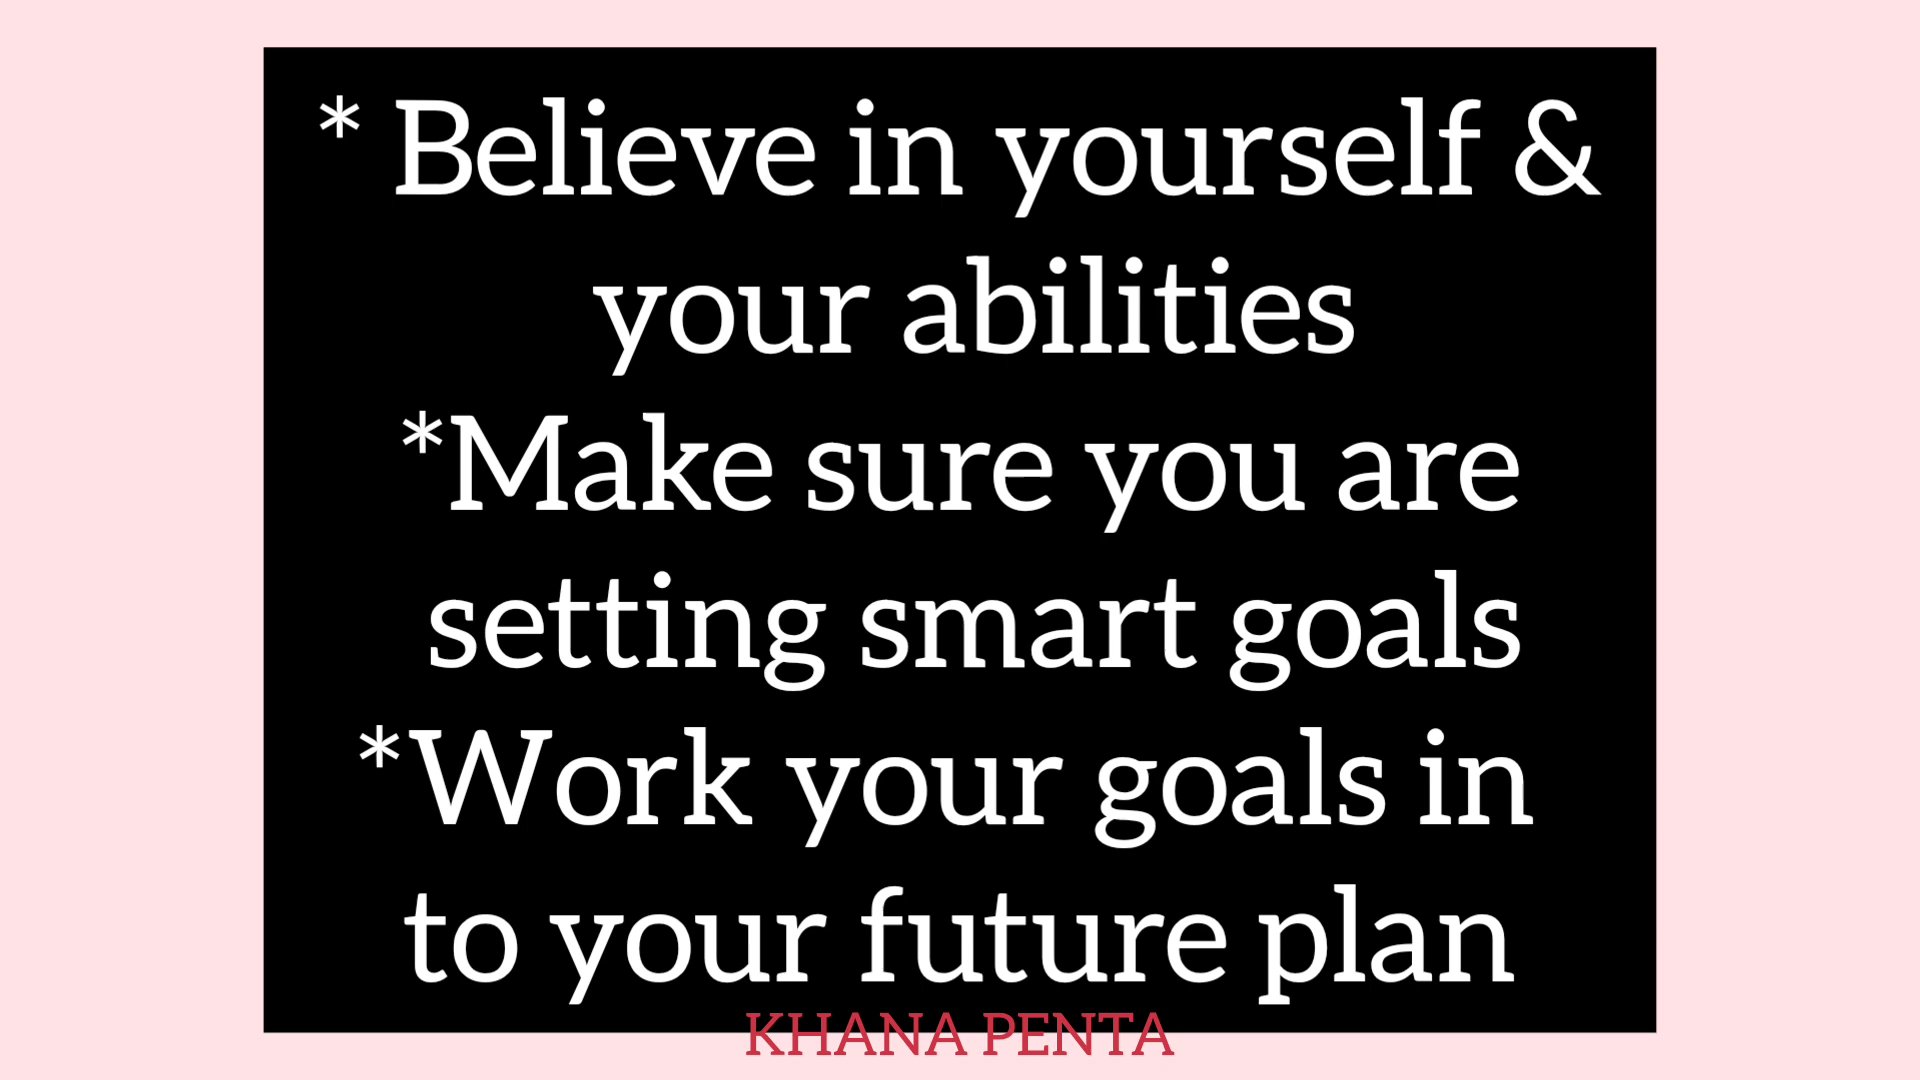 * Believe in yourself &
your abilities
*Make sure you are
setting smart goals
*Work your goals in
to your future plan
KHANA PENTA